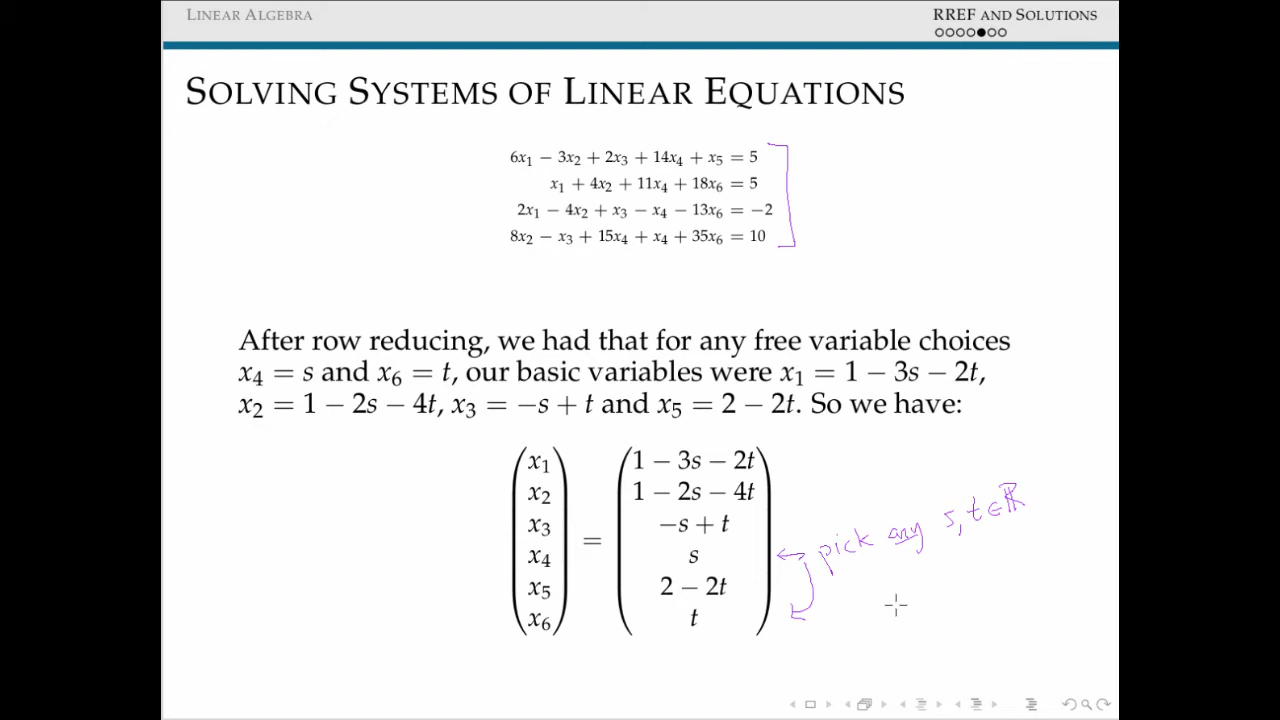 LINEAR ALGEBRA
RREF AND SOLUTIONS
SOLVING SYSTEMS OF LINEAR EQUATIONS
6x₁ − 3x₂ + 2x₃ + 14x₄ + x₅ = 5
x₁ + 4x₂ + 11x₄ + 18x₆ = 5
2x₁ − 4x₂ + x₃ − x₄ − 13x₆ = −2
8x₂ − x₃ + 15x₄ + x₄ + 35x₆ = 10
After row reducing, we had that for any free variable choices
x₄ = s and x₆ = t, our basic variables were x₁ = 1 − 3s − 2t,
x₂ = 1 − 2s − 4t, x₃ = −s + t and x₅ = 2 − 2t. So we have:
x₁ 1 − 3s − 2t
x₂ 1 − 2s − 4t
x₃ = −s + t
x₄ s
x₅ 2 − 2t
x₆ t
pick any s, t ∈ ℝ